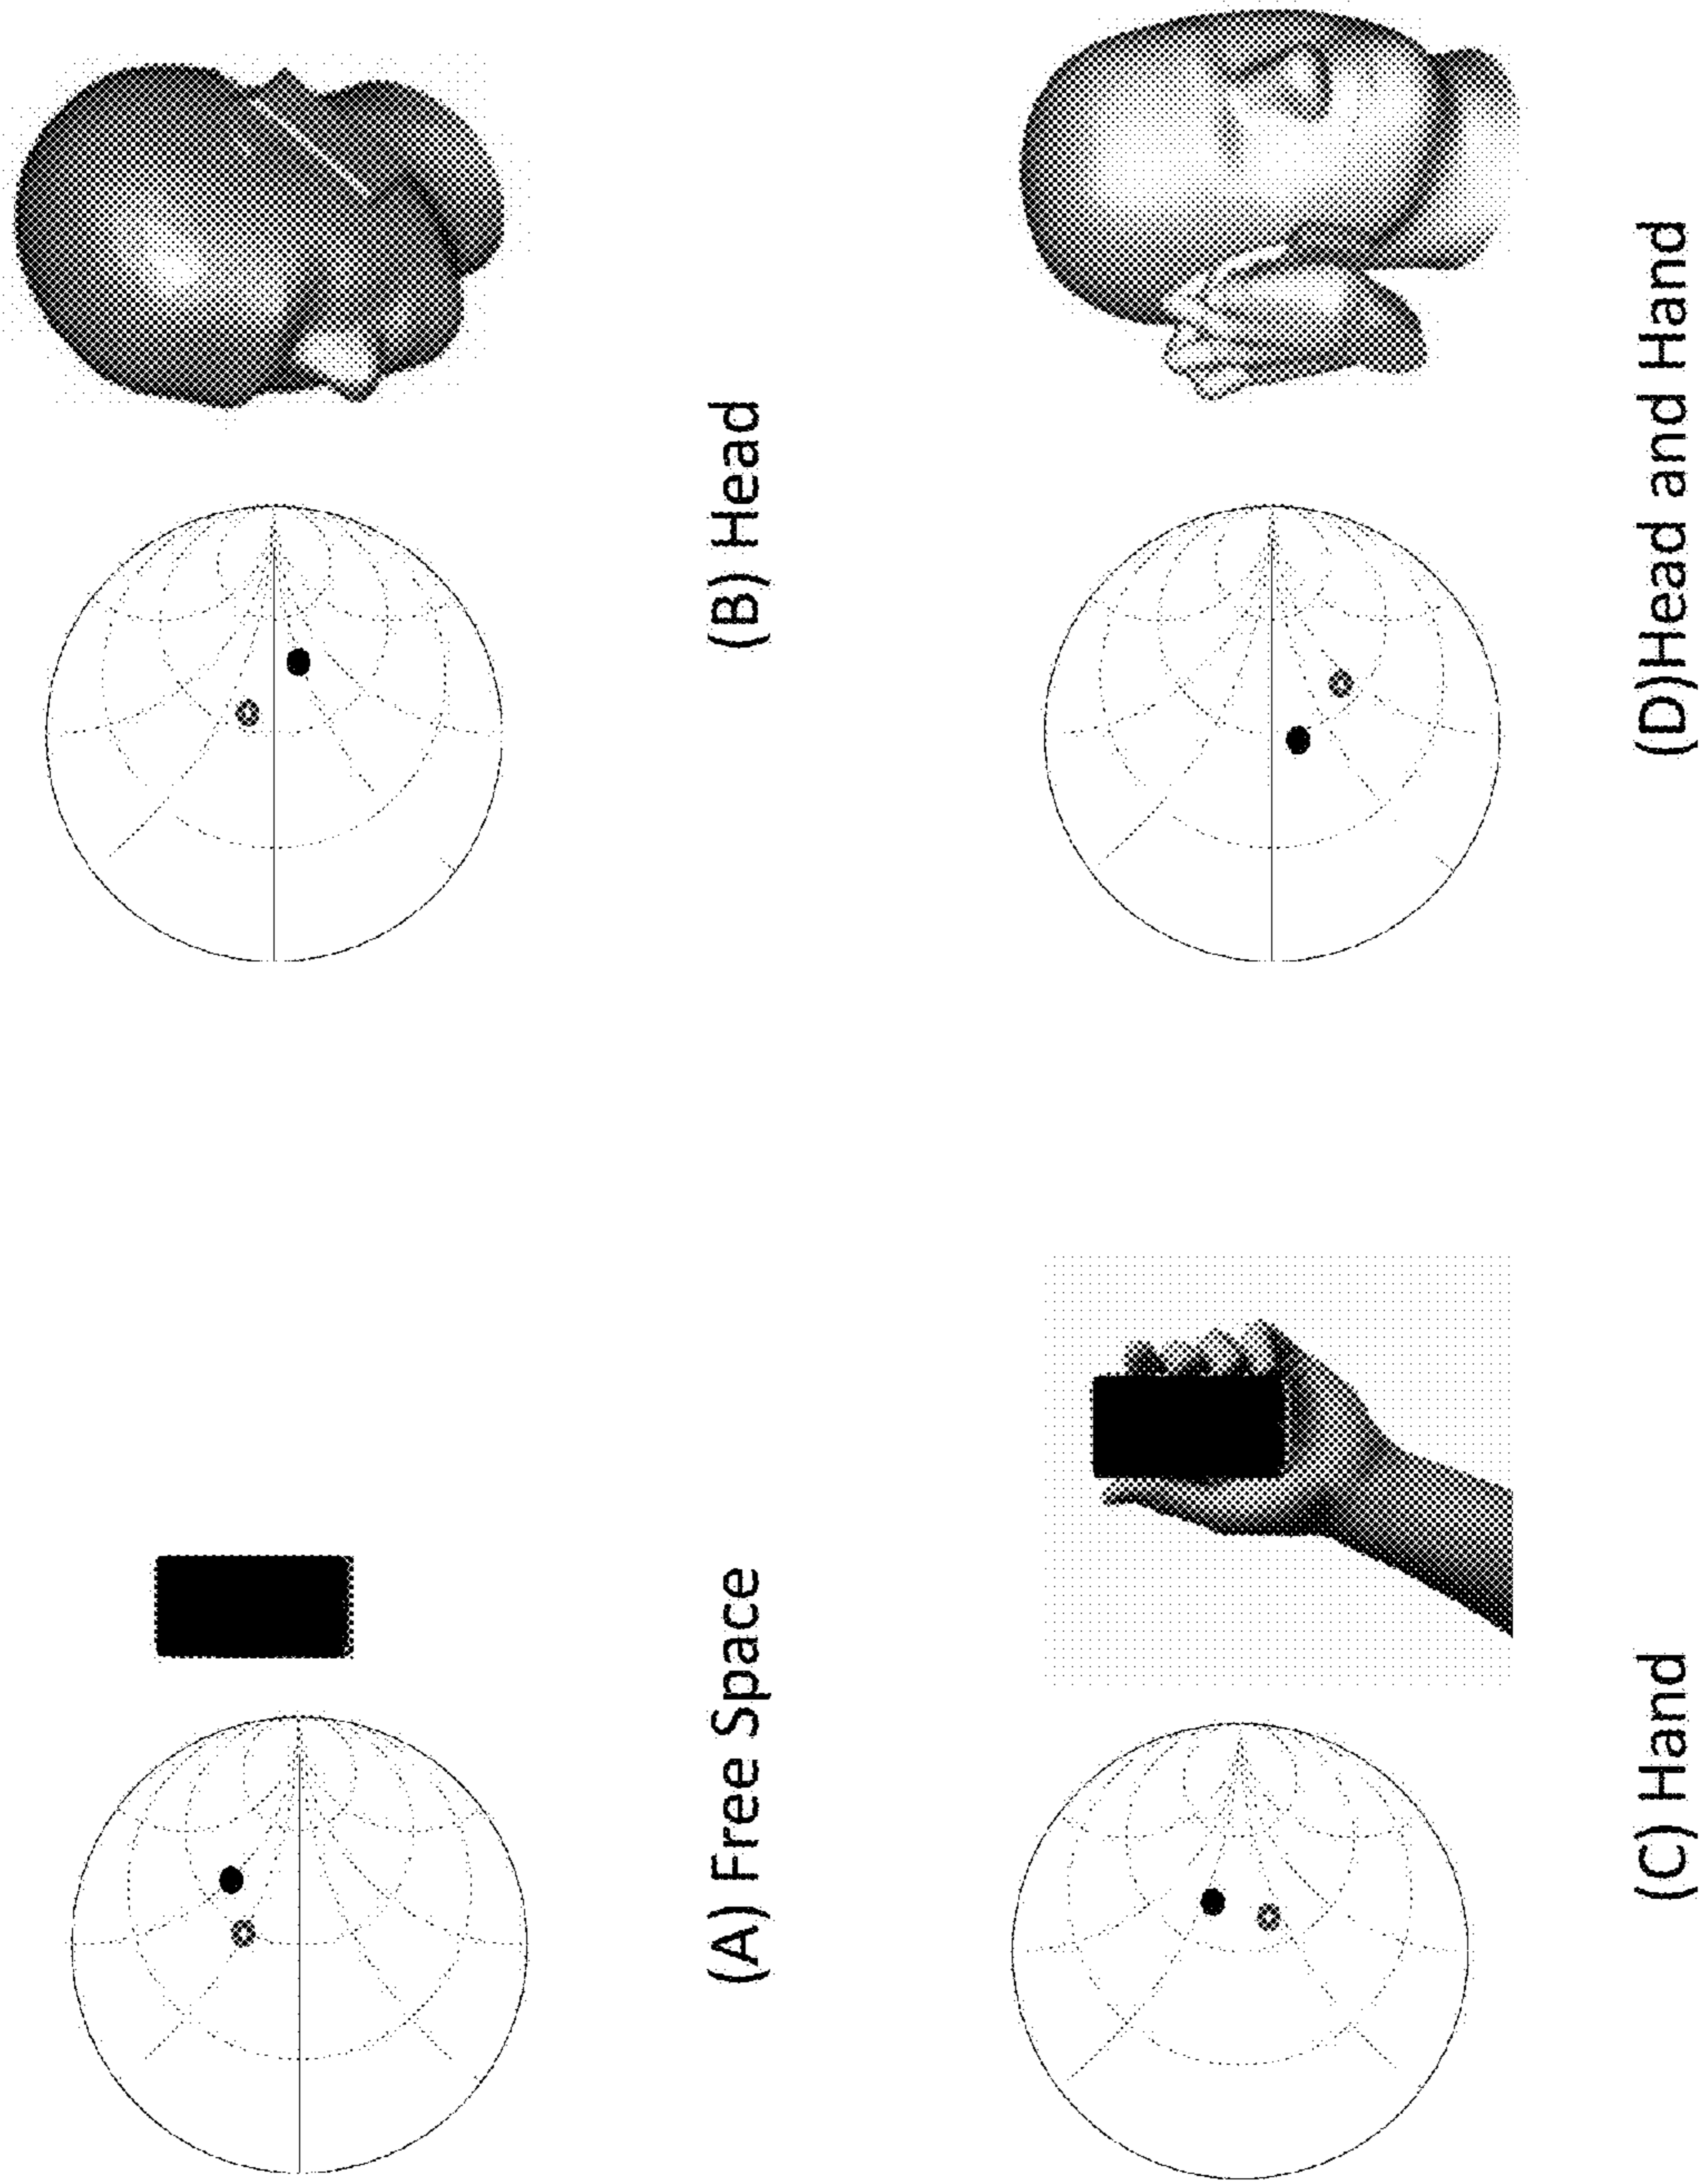 (A) Free Space
(B) Head
(C) Hand
(D)Head and Hand